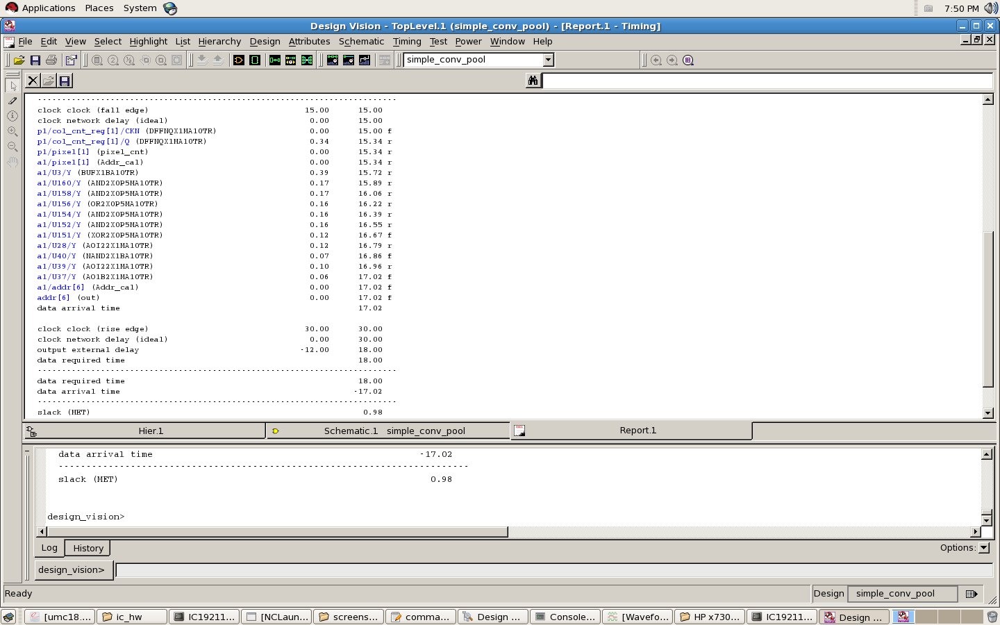 Applications Places System 7:50 PM
Design Vision - TopLevel.1 (simple_conv_pool) - [Report.1 - Timing]
File Edit View Select Highlight List Hierarchy Design Attributes Schematic Timing Test Power Window Help
simple_conv_pool
--------------------------------------------------------------------------
clock clock (fall edge) 15.00 15.00
clock network delay (ideal) 0.00 15.00
p1/col_cnt_reg[1]/CKN (DFFNQX1MA10TR) 0.00 15.00 f
p1/col_cnt_reg[1]/Q (DFFNQX1MA10TR) 0.34 15.34 r
p1/pixel[1] (pixel_cnt) 0.00 15.34 r
a1/pixel[1] (Addr_cal) 0.00 15.34 r
a1/U3/Y (BUFX1BA10TR) 0.39 15.72 r
a1/U160/Y (AND2X0P5MA10TR) 0.17 15.89 r
a1/U158/Y (AND2X0P5MA10TR) 0.17 16.06 r
a1/U156/Y (OR2X0P5MA10TR) 0.16 16.22 r
a1/U154/Y (AND2X0P5MA10TR) 0.16 16.39 r
a1/U152/Y (AND2X0P5MA10TR) 0.16 16.55 r
a1/U151/Y (XOR2X0P5MA10TR) 0.12 16.67 f
a1/U28/Y (AOI22X1MA10TR) 0.12 16.79 r
a1/U40/Y (NAND2X1BA10TR) 0.07 16.86 f
a1/U39/Y (AOI22X1MA10TR) 0.10 16.96 r
a1/U37/Y (AO1B2X1MA10TR) 0.06 17.02 f
a1/addr[6] (Addr_cal) 0.00 17.02 f
addr[6] (out) 0.00 17.02 f
data arrival time 17.02
clock clock (rise edge) 30.00 30.00
clock network delay (ideal) 0.00 30.00
output external delay -12.00 18.00
data required time 18.00
--------------------------------------------------------------------------
data required time 18.00
data arrival time -17.02
--------------------------------------------------------------------------
slack (MET) 0.98
Hier.1 Schematic.1 simple_conv_pool Report.1
data arrival time -17.02
--------------------------------------------------------------------------
slack (MET) 0.98
design_vision>
Log History Options:
design_vision>
Ready Design simple_conv_pool
[umc18.... ic_hw IC19211... [NCLaun... screens... comma... Design ... Console... [Wavefo... HP x730... IC19211... Design ...